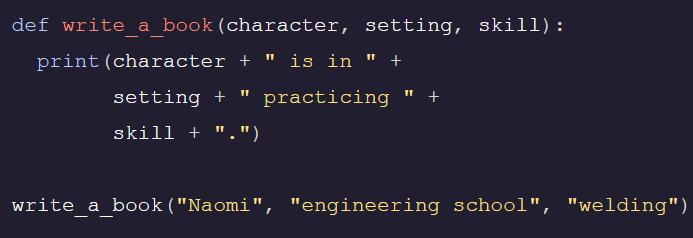 def write_a_book(character, setting, skill):
  print(character + " is in " +
        setting + " practicing " +
        skill + ".")

write_a_book("Naomi", "engineering school", "welding")